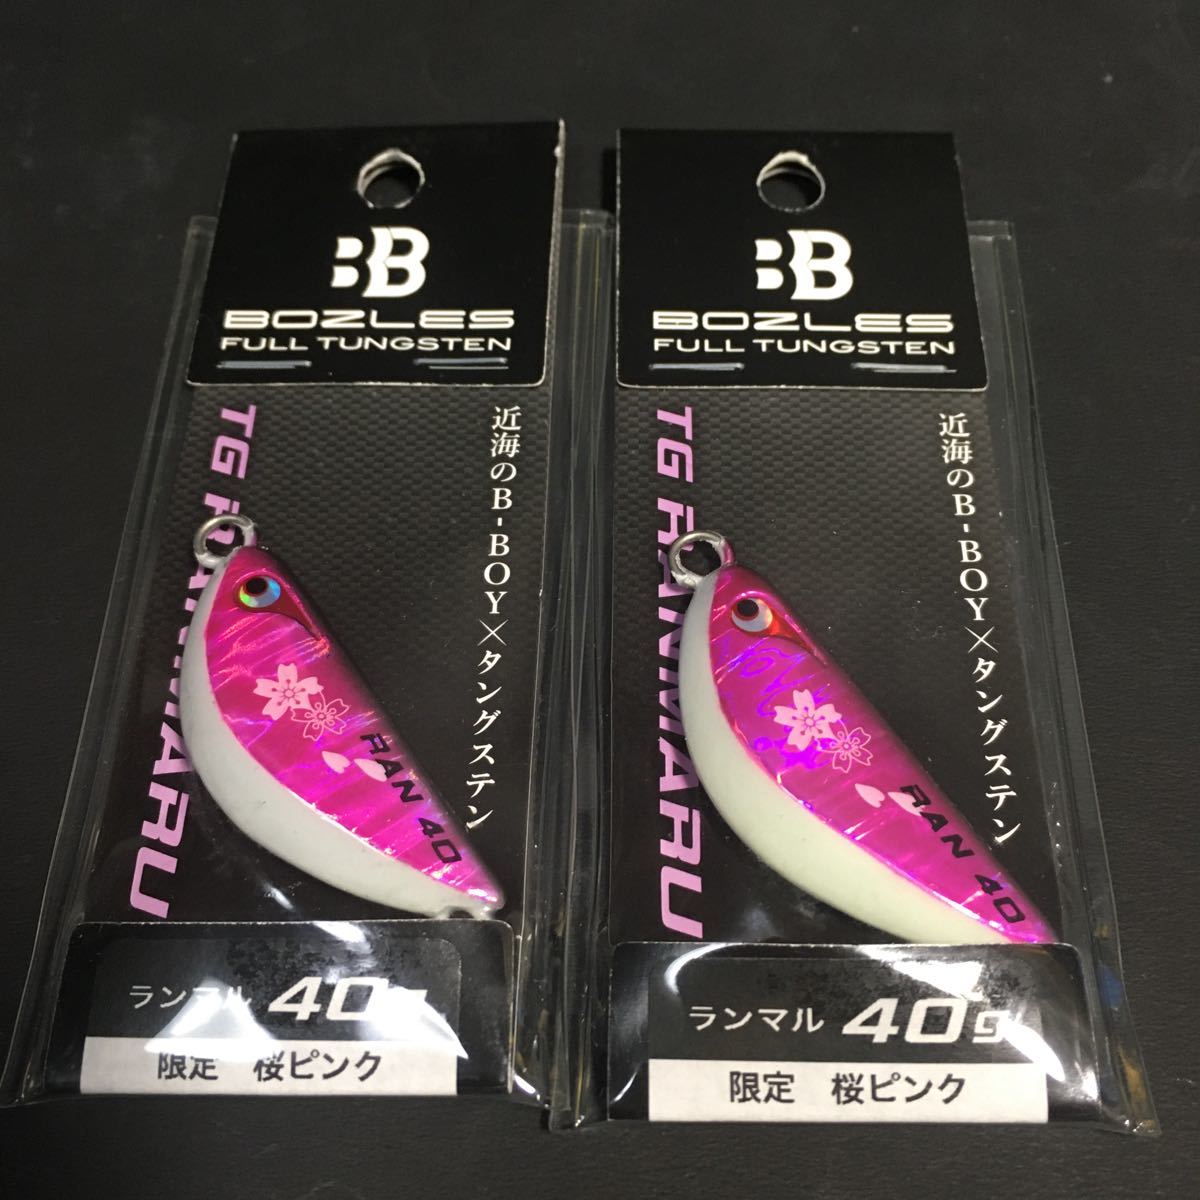 BB
BOZLES
FULL TUNGSTEN
近海のB-BOY×タングステン
TG RANMARU
RAN 40
ランマル 40g
限定 桜ピンク
BB
BOZLES
FULL TUNGSTEN
近海のB-BOY×タングステン
TG RANMARU
RAN 40
ランマル 40g
限定 桜ピンク